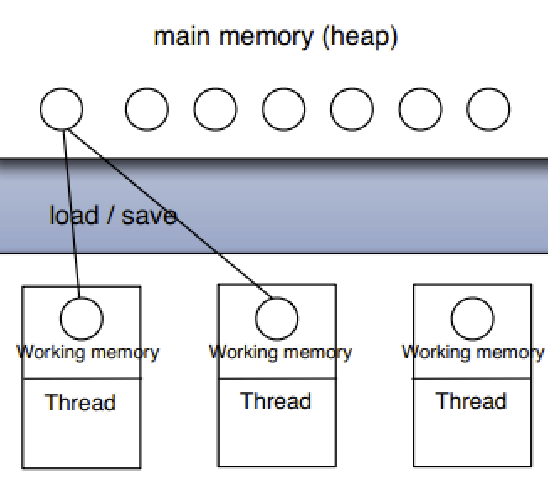 main memory (heap)
load / save
Working memory
Working memory
Working memory
Thread
Thread
Thread